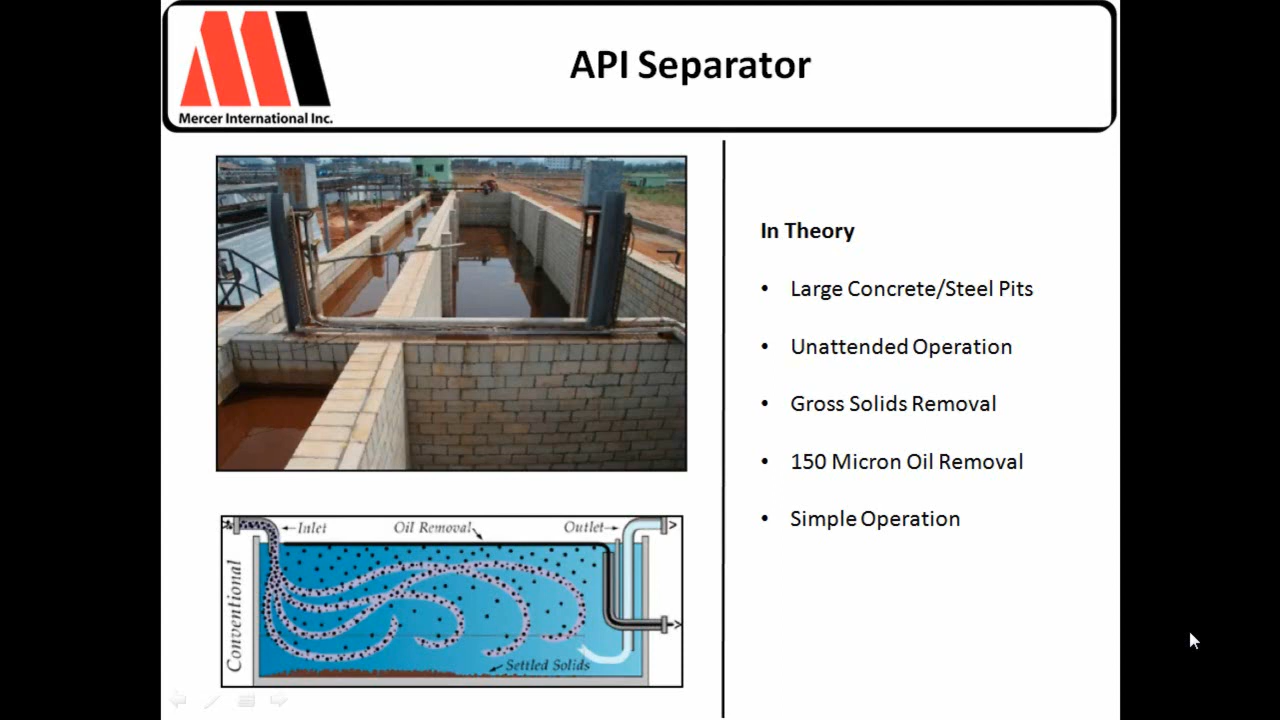 API Separator
Mercer International Inc.
In Theory
• Large Concrete/Steel Pits
• Unattended Operation
• Gross Solids Removal
• 150 Micron Oil Removal
• Simple Operation
Inlet
Oil Removal
Outlet
Conventional
Settled Solids